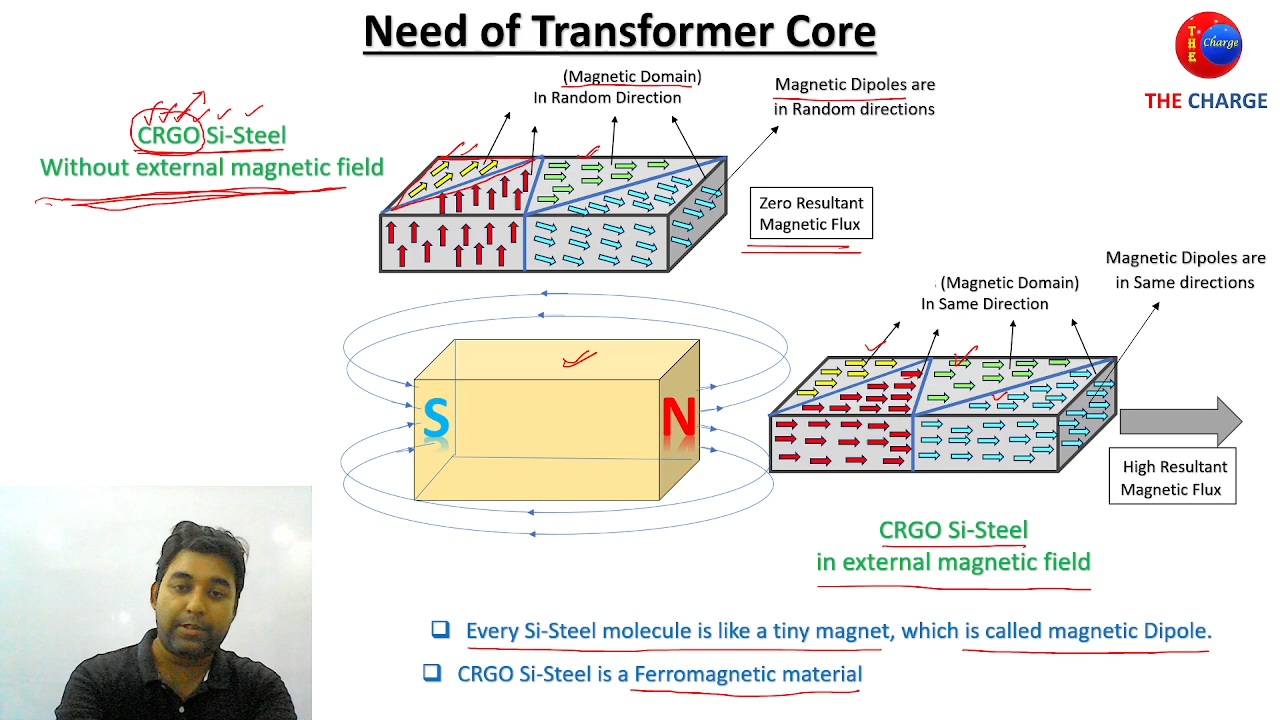 Need of Transformer Core
THE
Charge
THE CHARGE
(Magnetic Domain)
In Random Direction
Magnetic Dipoles are
in Random directions
CRGO Si-Steel
Without external magnetic field
Zero Resultant
Magnetic Flux
Magnetic Dipoles are
in Same directions
(Magnetic Domain)
In Same Direction
S
N
High Resultant
Magnetic Flux
CRGO Si-Steel
in external magnetic field
Every Si-Steel molecule is like a tiny magnet, which is called magnetic Dipole.
CRGO Si-Steel is a Ferromagnetic material